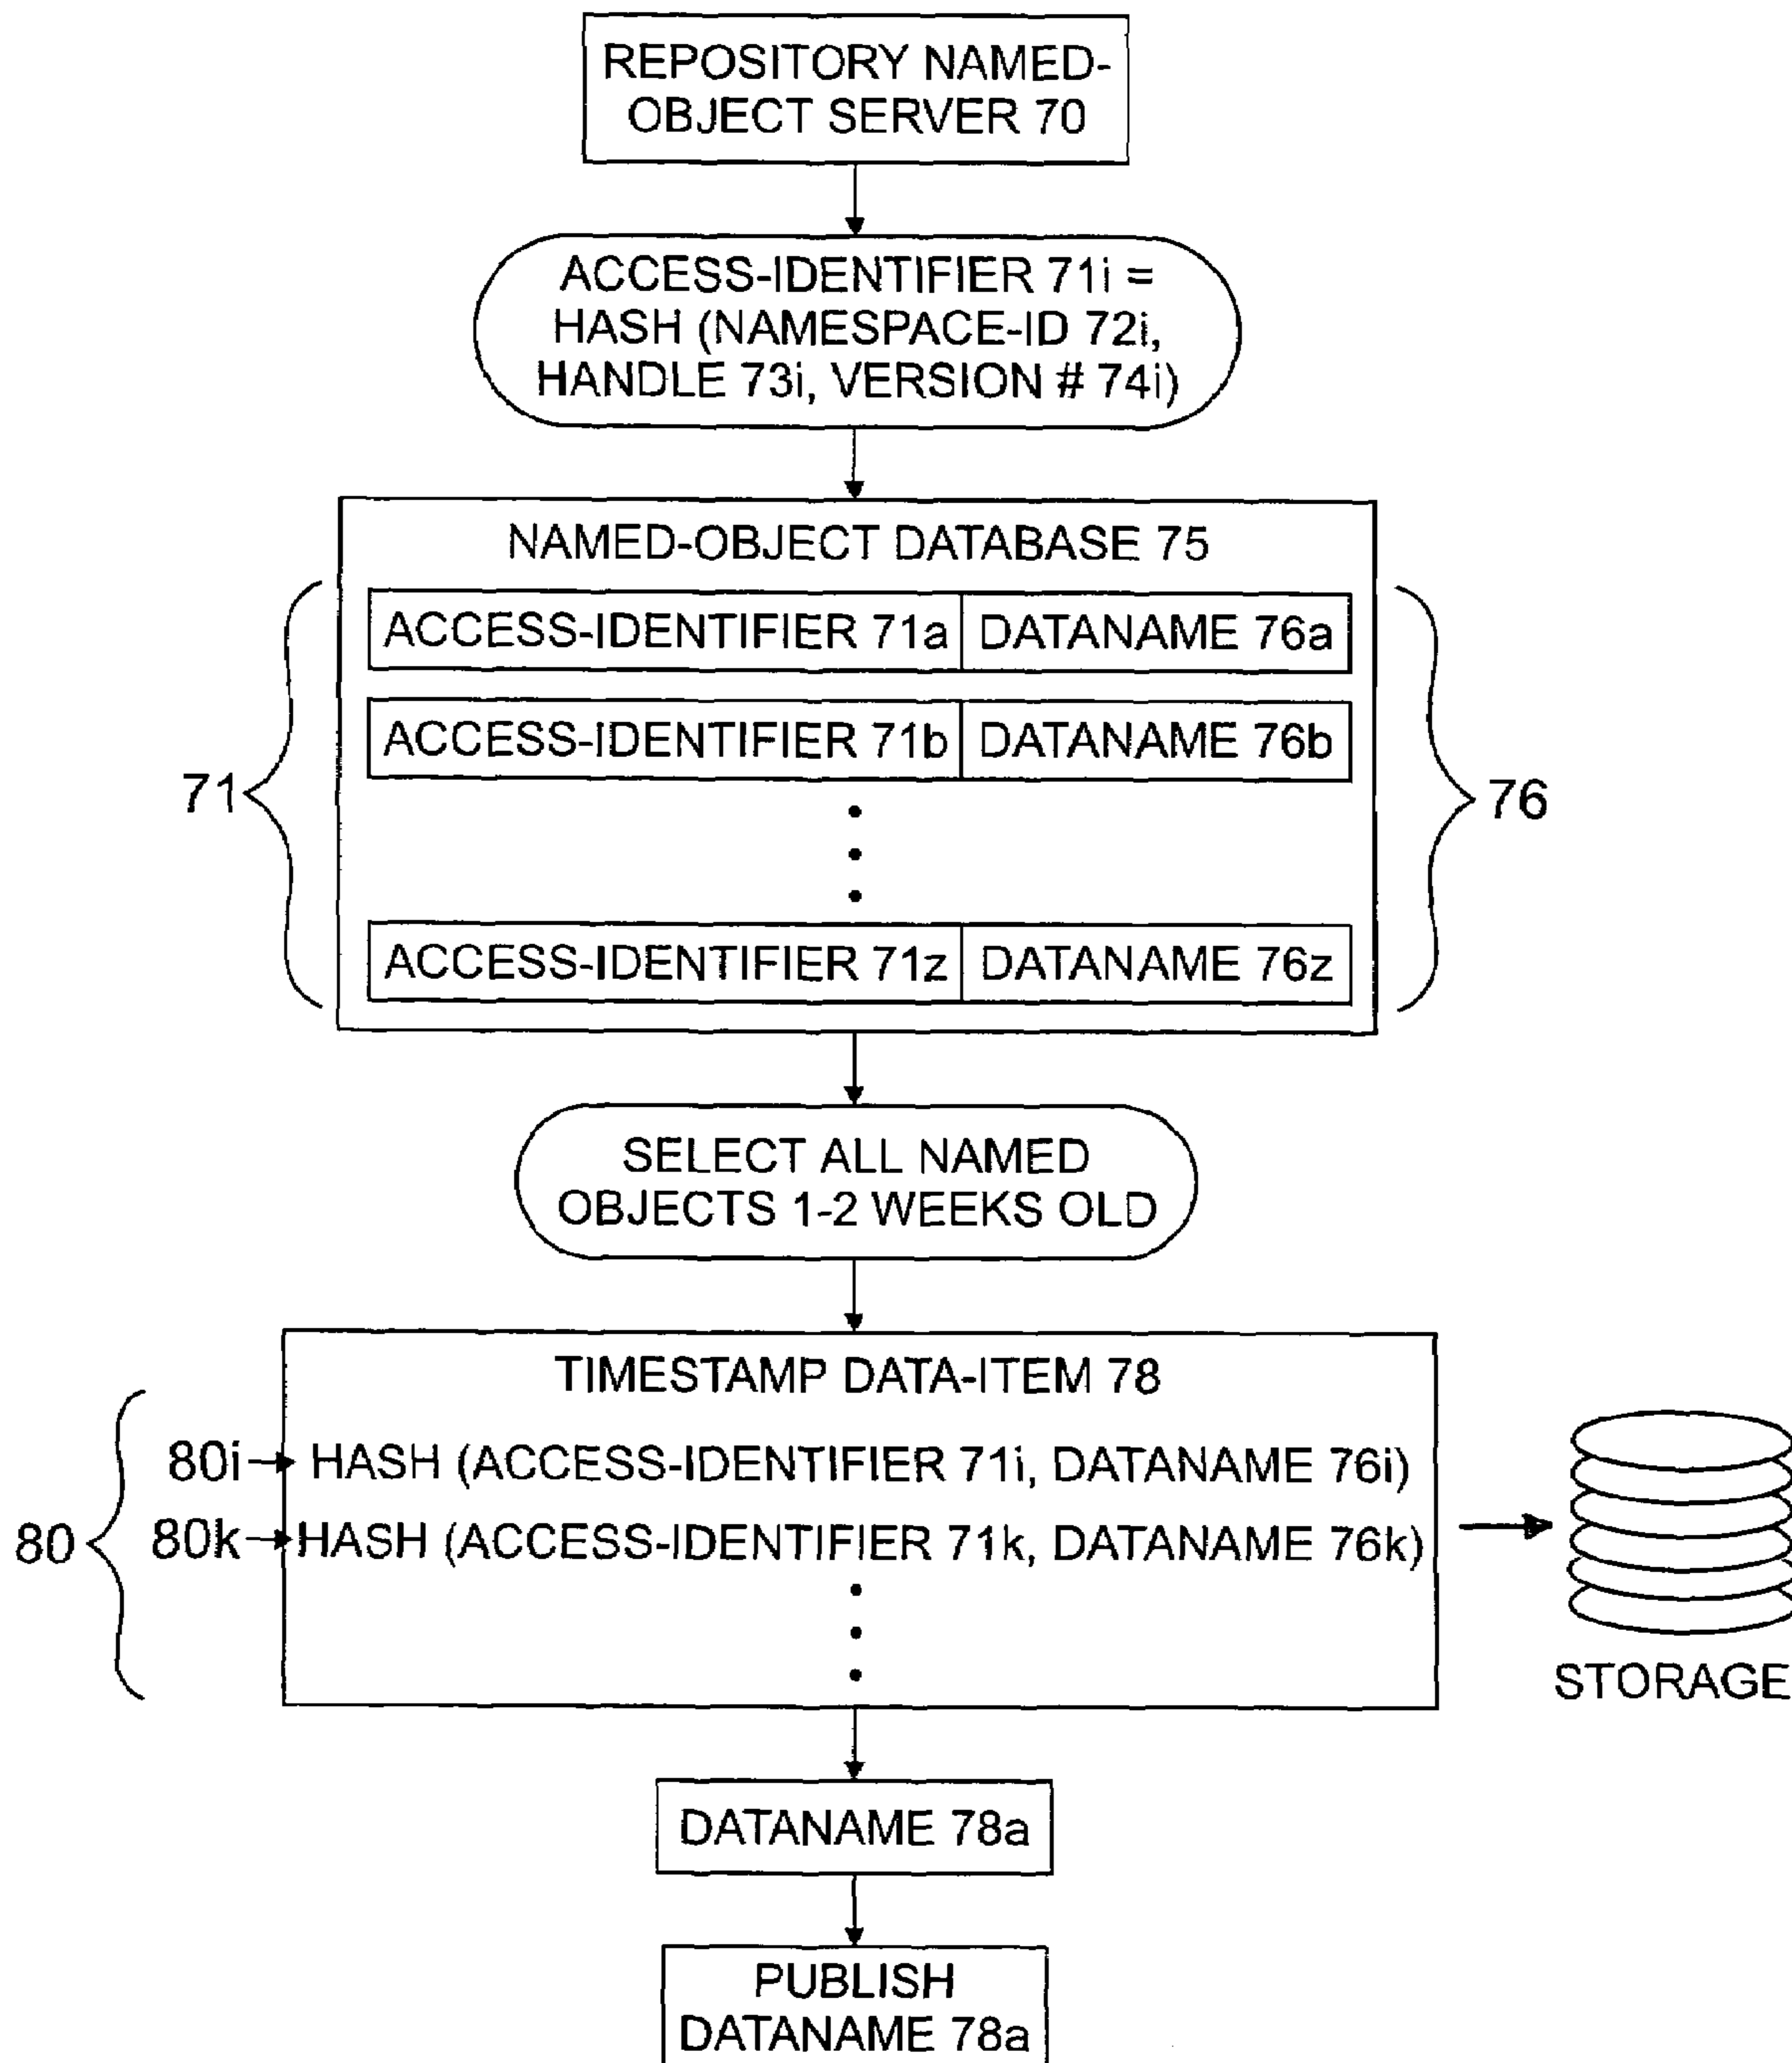 REPOSITORY NAMED-
OBJECT SERVER 70
ACCESS-IDENTIFIER 71i =
HASH (NAMESPACE-ID 72i,
HANDLE 73i, VERSION # 74i)
NAMED-OBJECT DATABASE 75
ACCESS-IDENTIFIER 71a DATANAME 76a
ACCESS-IDENTIFIER 71b DATANAME 76b
71
76
ACCESS-IDENTIFIER 71z DATANAME 76z
SELECT ALL NAMED
OBJECTS 1-2 WEEKS OLD
TIMESTAMP DATA-ITEM 78
80i HASH (ACCESS-IDENTIFIER 71i, DATANAME 76i)
80
80k HASH (ACCESS-IDENTIFIER 71k, DATANAME 76k)
STORAGE
DATANAME 78a
PUBLISH
DATANAME 78a